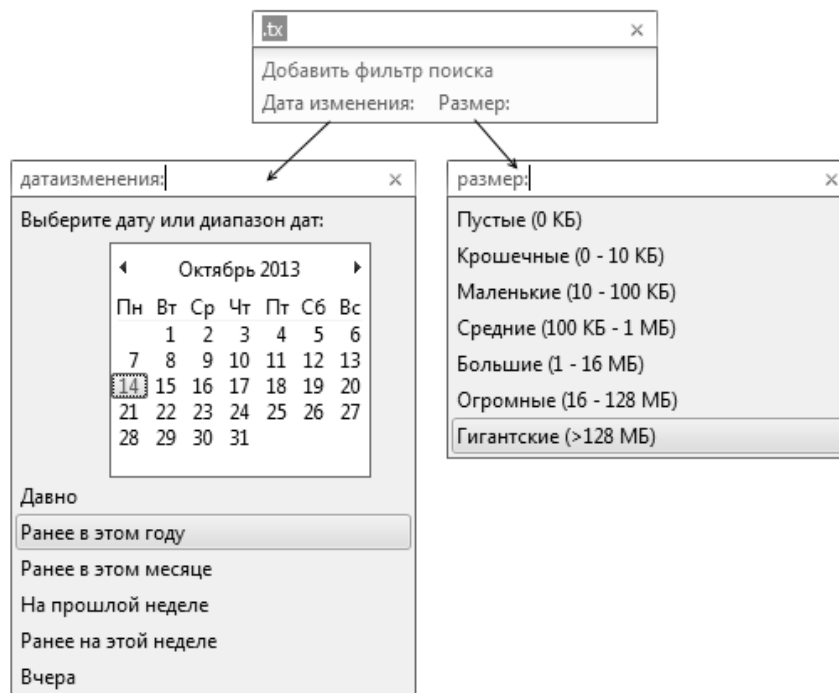 .tx
Добавить фильтр поиска
Дата изменения: Размер:
датаизменения:
Выберите дату или диапазон дат:
Октябрь 2013
Пн Вт Ср Чт Пт Сб Вс
1 2 3 4 5 6
7 8 9 10 11 12 13
14 15 16 17 18 19 20
21 22 23 24 25 26 27
28 29 30 31
Давно
Ранее в этом году
Ранее в этом месяце
На прошлой неделе
Ранее на этой неделе
Вчера
размер:
Пустые (0 КБ)
Крошечные (0 - 10 КБ)
Маленькие (10 - 100 КБ)
Средние (100 КБ - 1 МБ)
Большие (1 - 16 МБ)
Огромные (16 - 128 МБ)
Гигантские (>128 МБ)